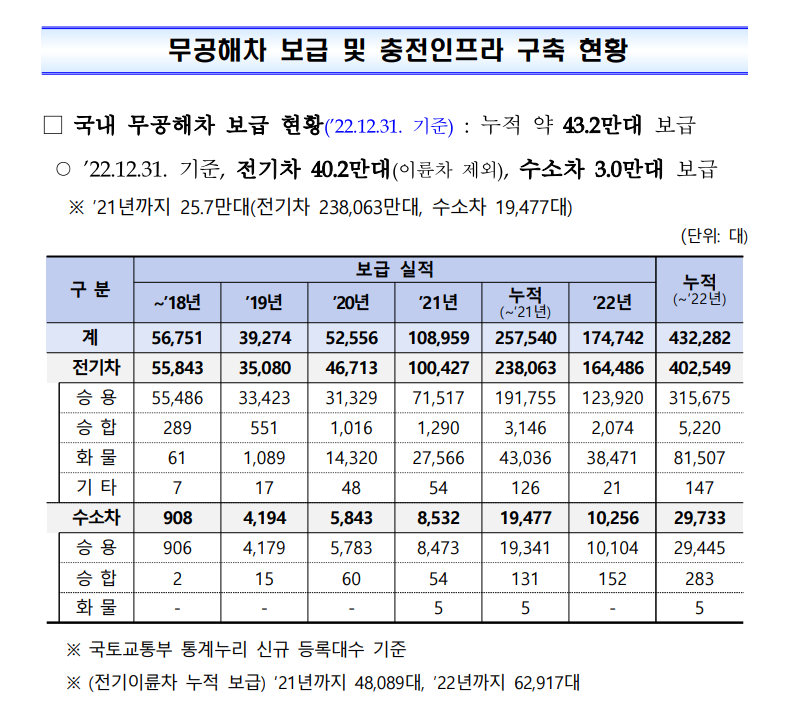 무공해차 보급 및 충전인프라 구축 현황
□ 국내 무공해차 보급 현황(’22.12.31. 기준) : 누적 약 43.2만대 보급
○ ’22.12.31. 기준, 전기차 40.2만대(이륜차 제외), 수소차 3.0만대 보급
※ ’21년까지 25.7만대(전기차 238,063만대, 수소차 19,477대)
(단위: 대)
구 분 보급 실적 누적
(~’22년)
~’18년 ’19년 ’20년 ’21년 누적 ’22년
(~’21년)
계 56,751 39,274 52,556 108,959 257,540 174,742 432,282
전기차 55,843 35,080 46,713 100,427 238,063 164,486 402,549
승 용 55,486 33,423 31,329 71,517 191,755 123,920 315,675
승 합 289 551 1,016 1,290 3,146 2,074 5,220
화 물 61 1,089 14,320 27,566 43,036 38,471 81,507
기 타 7 17 48 54 126 21 147
수소차 908 4,194 5,843 8,532 19,477 10,256 29,733
승 용 906 4,179 5,783 8,473 19,341 10,104 29,445
승 합 2 15 60 54 131 152 283
화 물 - - - 5 5 - 5
※ 국토교통부 통계누리 신규 등록대수 기준
※ (전기이륜차 누적 보급) ’21년까지 48,089대, ’22년까지 62,917대